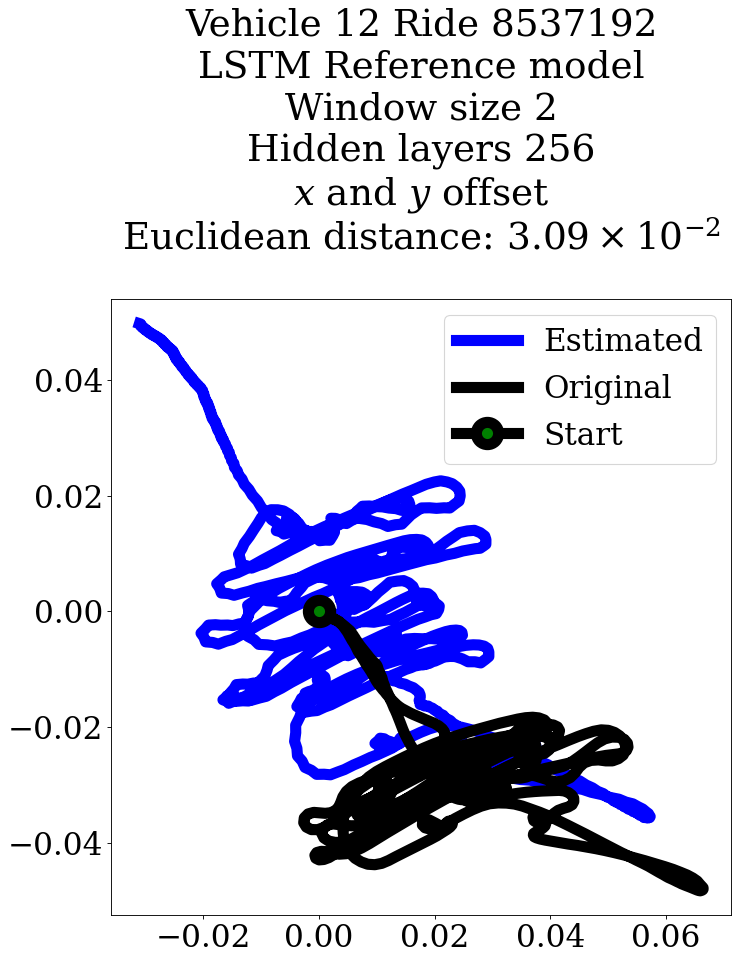 Vehicle 12 Ride 8537192
LSTM Reference model
Window size 2
Hidden layers 256
x and y offset
Euclidean distance: 3.09 × 10⁻²
Estimated
Original
Start
0.04
0.02
0.00
−0.02
−0.04
−0.02 0.00 0.02 0.04 0.06